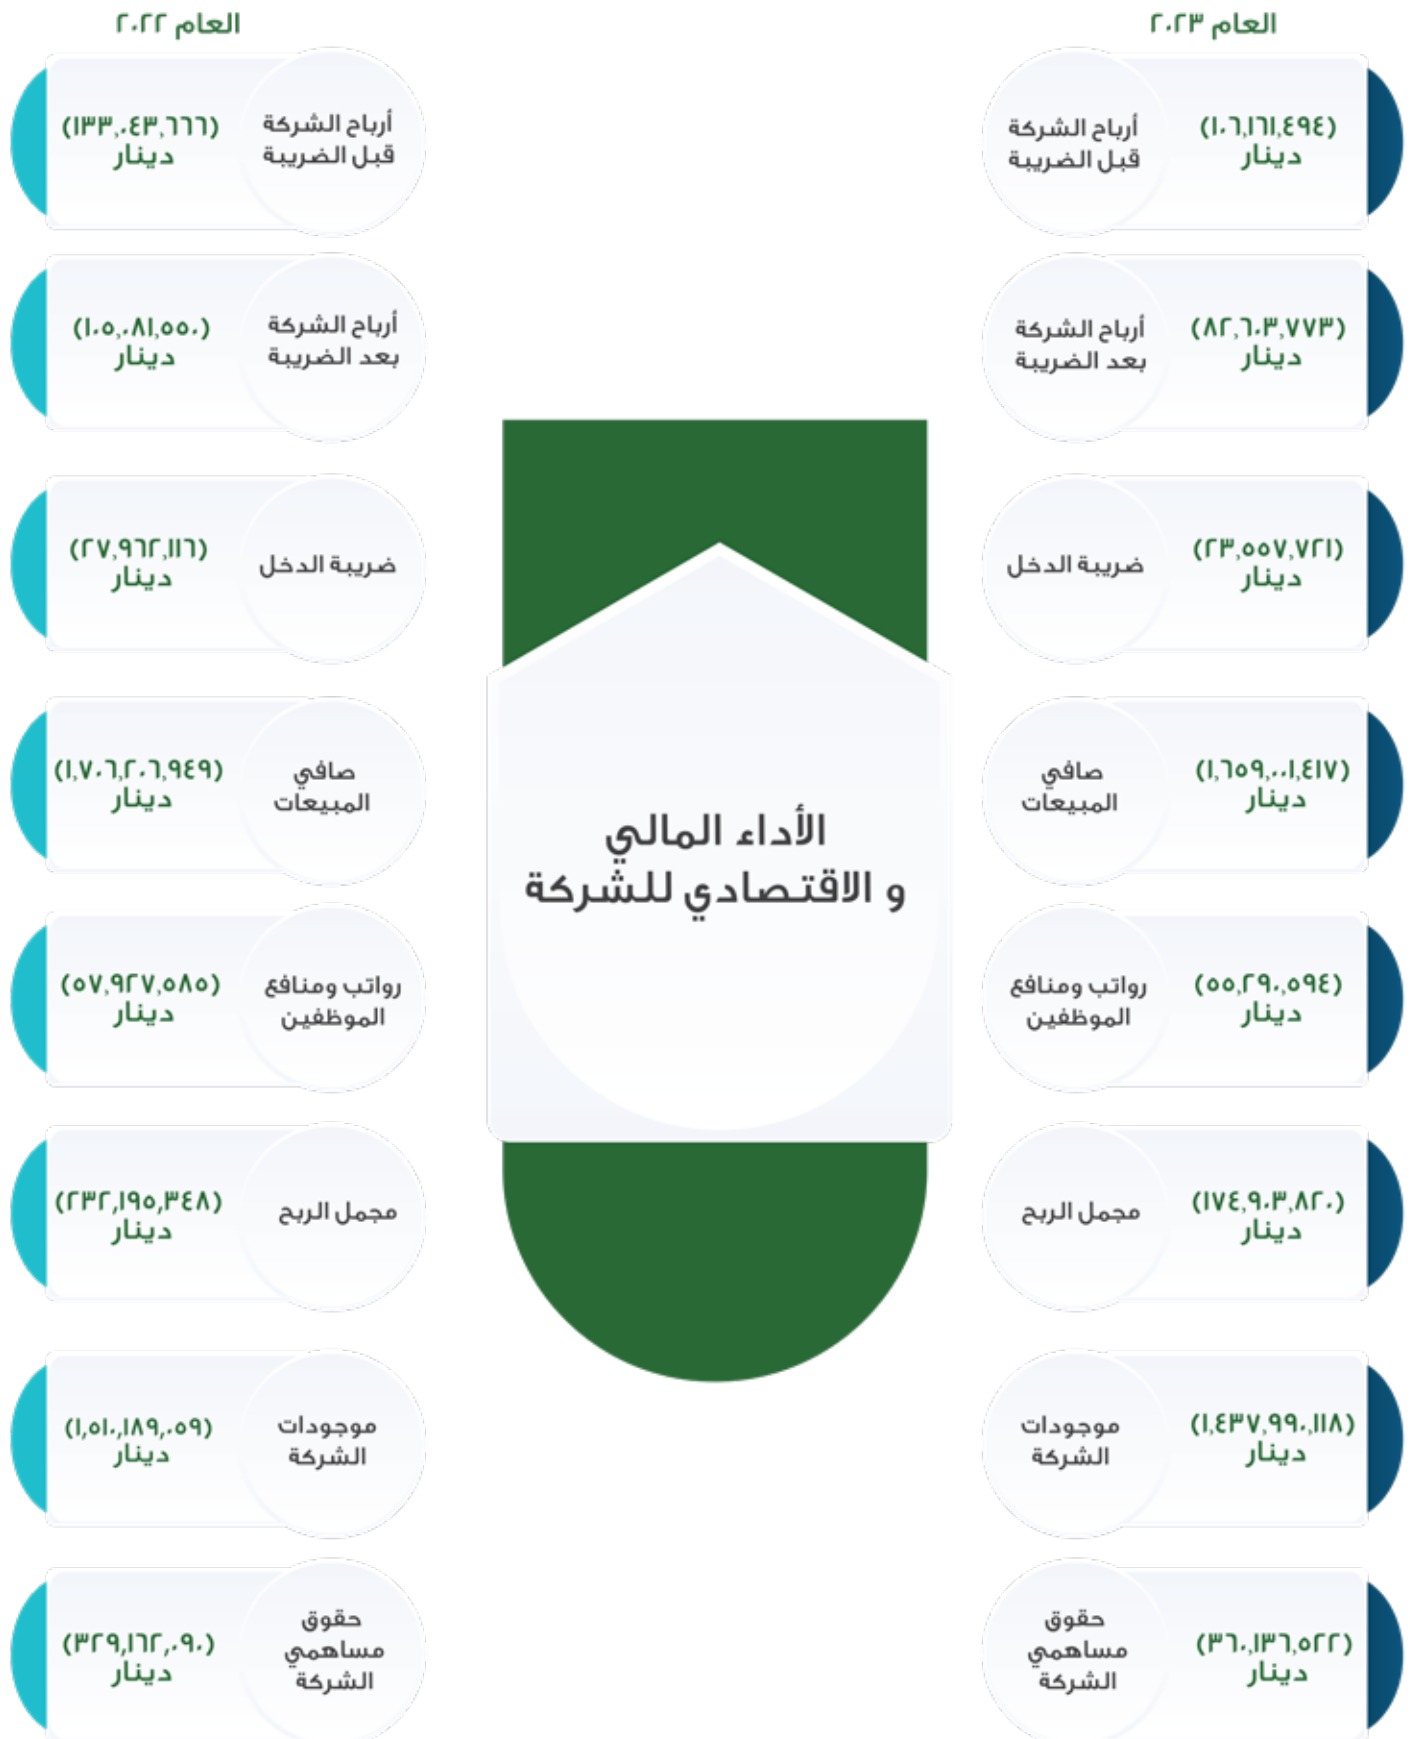 العام ٢٠٢٣
أرباح الشركة
قبل الضريبة
(١٠٦,١٦١,٤٩٤)
دينار
أرباح الشركة
بعد الضريبة
(٨٢,٦٠٣,٧٧٣)
دينار
ضريبة الدخل
(٢٣,٥٥٧,٧٢١)
دينار
صافي
المبيعات
(١,٦٥٩,٠٠١,٤١٧)
دينار
رواتب ومنافع
الموظفين
(٥٥,٢٩٠,٥٩٤)
دينار
مجمل الربح
(١٧٤,٩٠٣,٨٢٠)
دينار
موجودات
الشركة
(١,٤٣٧,٩٩٠,١١٨)
دينار
حقوق
مساهمي
الشركة
(٣٦٠,١٣٦,٥٢٢)
دينار
الأداء المالي
و الاقتصادي للشركة
العام ٢٠٢٢
أرباح الشركة
قبل الضريبة
(١٣٣,٠٤٣,٦٦٦)
دينار
أرباح الشركة
بعد الضريبة
(١٠٥,٠٨١,٥٥٠)
دينار
ضريبة الدخل
(٢٧,٩٦٢,١١٦)
دينار
صافي
المبيعات
(١,٧٠٦,٢٠٦,٩٤٩)
دينار
رواتب ومنافع
الموظفين
(٥٧,٩٢٧,٥٨٥)
دينار
مجمل الربح
(٢٣٢,١٩٥,٣٤٨)
دينار
موجودات
الشركة
(١,٥١٠,١٨٩,٠٥٩)
دينار
حقوق
مساهمي
الشركة
(٣٢٩,١٦٢,٠٩٠)
دينار